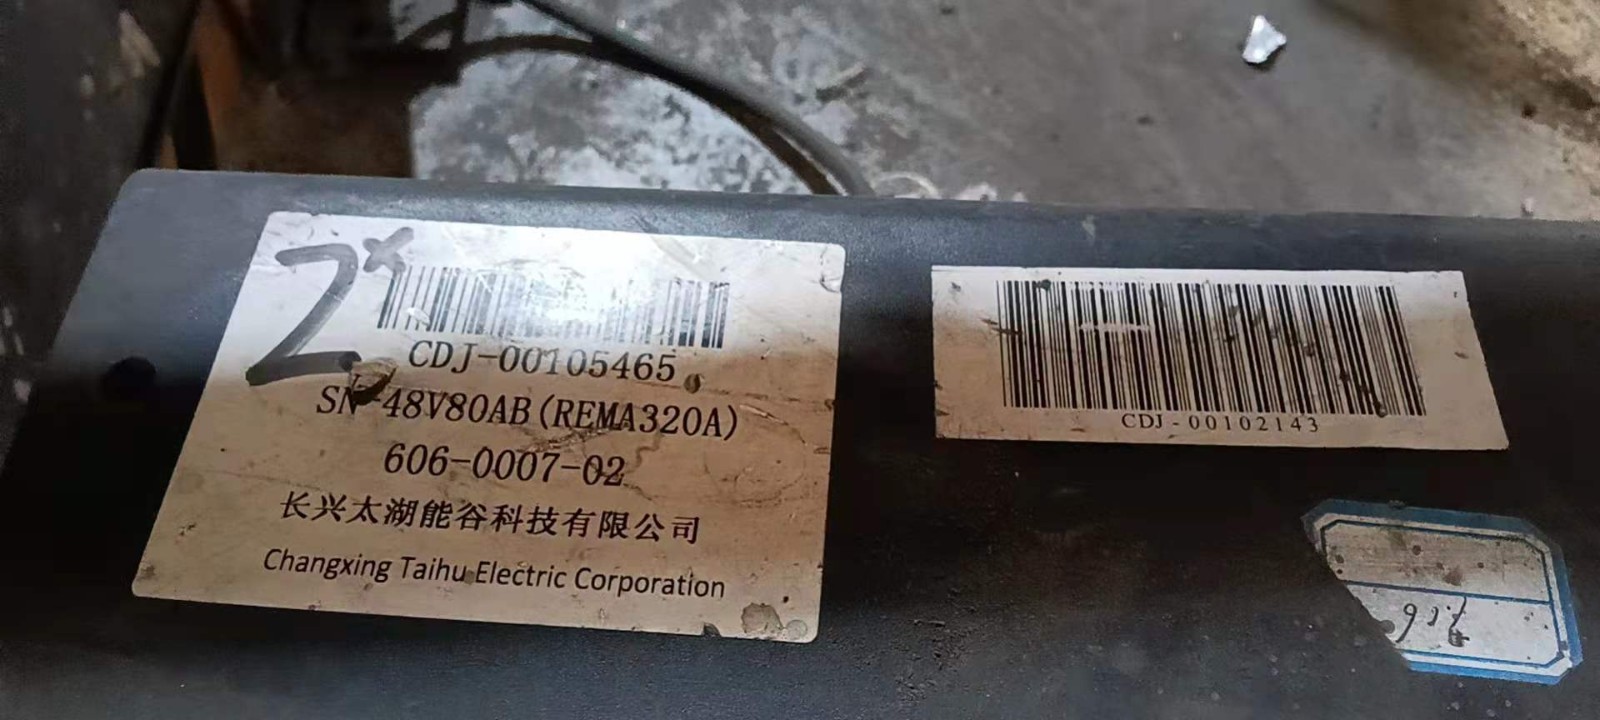 2x
CDJ-00105465
SN-48V80AB(REMA320A)
606-0007-02
长兴太湖能谷科技有限公司
Changxing Taihu Electric Corporation
CDJ-00102143